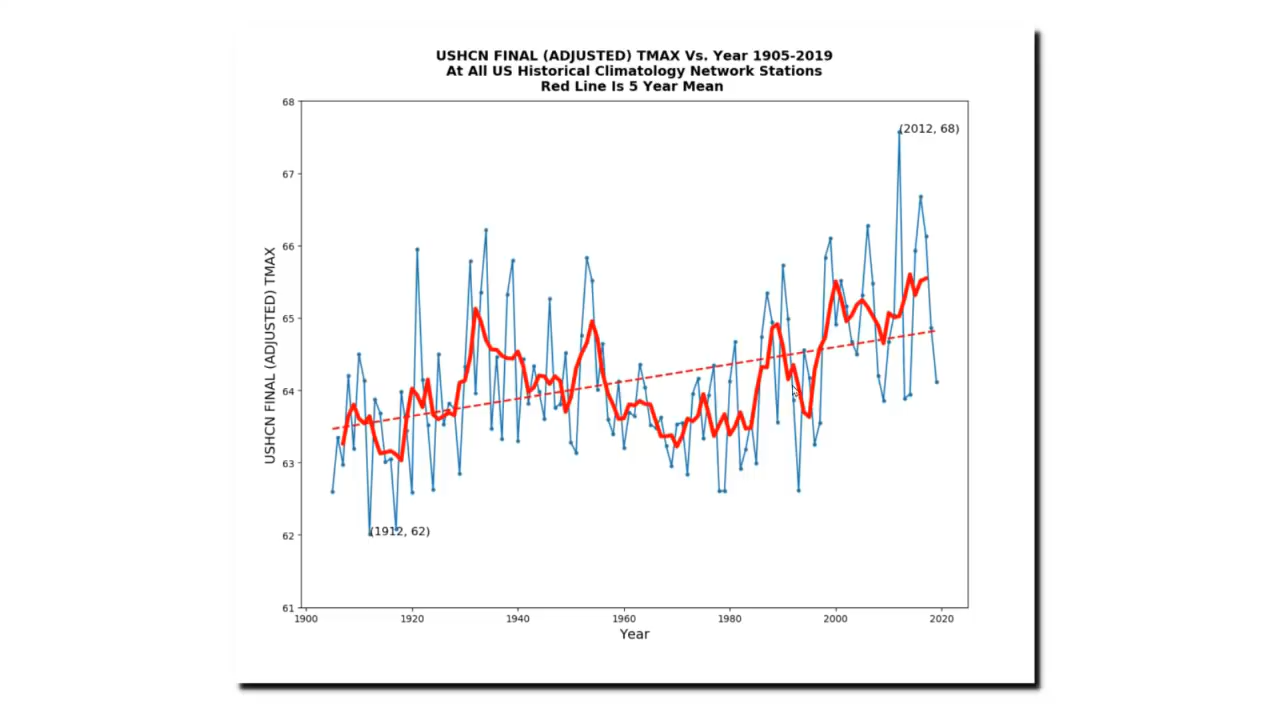 USHCN FINAL (ADJUSTED) TMAX Vs. Year 1905-2019
At All US Historical Climatology Network Stations
Red Line Is 5 Year Mean
68
(2012, 68)
67
66
65
64
63
62
(1912, 62)
61
USHCN FINAL (ADJUSTED) TMAX
1900 1920 1940 1960 1980 2000 2020
Year